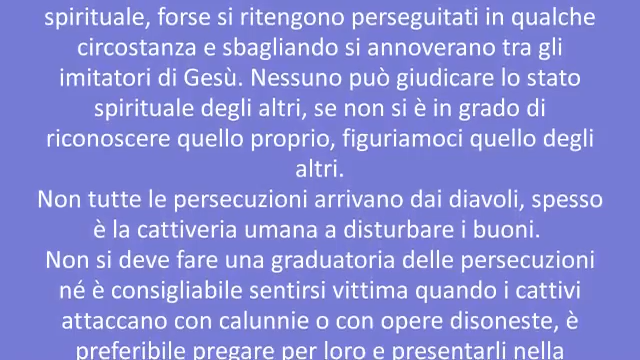 spirituale, forse si ritengono perseguitati in qualche
circostanza e sbagliando si annoverano tra gli
imitatori di Gesù. Nessuno può giudicare lo stato
spirituale degli altri, se non si è in grado di
riconoscere quello proprio, figuriamoci quello degli
altri.
Non tutte le persecuzioni arrivano dai diavoli, spesso
è la cattiveria umana a disturbare i buoni.
Non si deve fare una graduatoria delle persecuzioni
né è consigliabile sentirsi vittima quando i cattivi
attaccano con calunnie o con opere disoneste, è
preferibile pregare per loro e presentarli nella